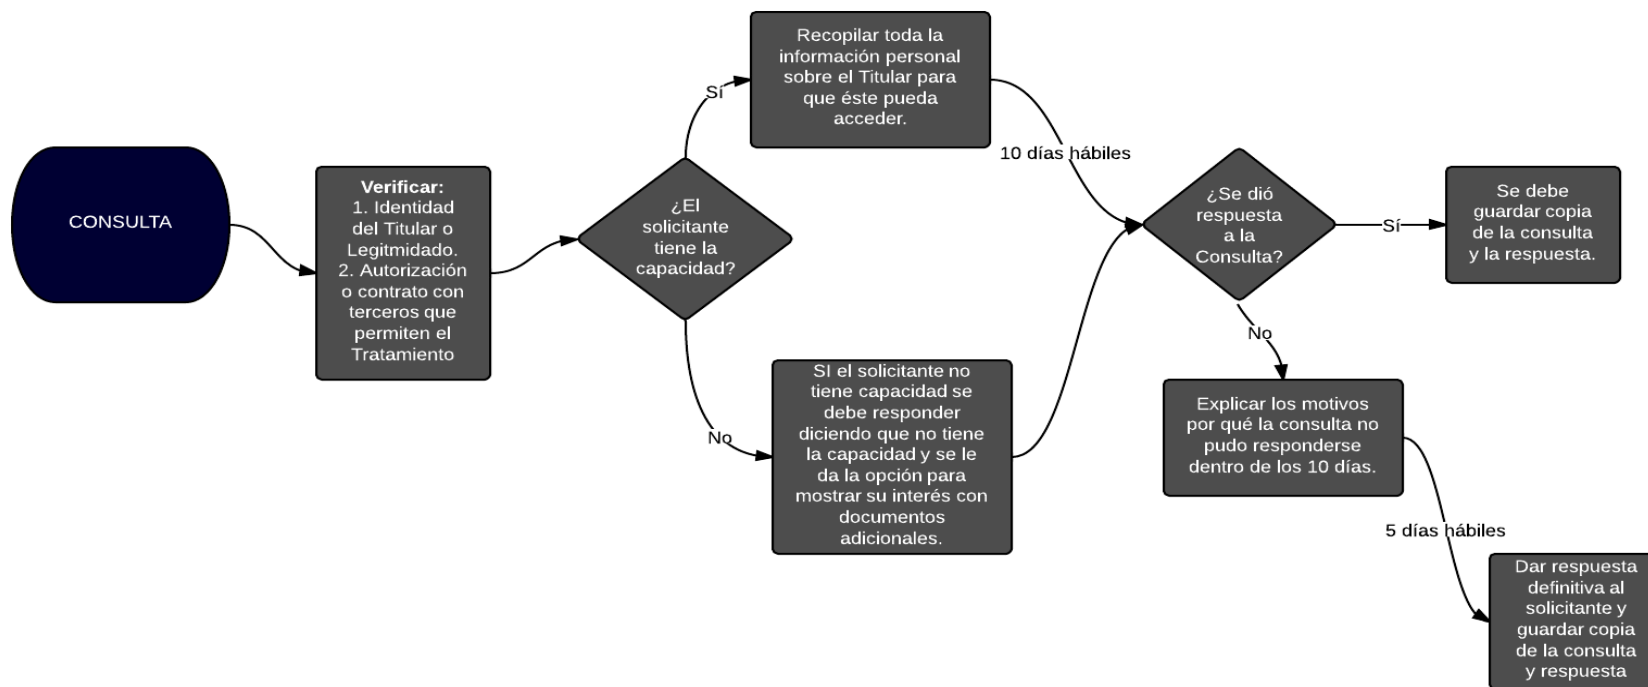 CONSULTA
Verificar:
1. Identidad
del Titular o
Legitmidado.
2. Autorización
o contrato con
terceros que
permiten el
Tratamiento
¿El
solicitante
tiene la
capacidad?
Sí
Recopilar toda la
información personal
sobre el Titular para
que éste pueda
acceder.
10 días hábiles
No
SI el solicitante no
tiene capacidad se
debe responder
diciendo que no tiene
la capacidad y se le
da la opción para
mostrar su interés con
documentos
adicionales.
¿Se dió
respuesta
a la
Consulta?
Sí
Se debe
guardar copia
de la consulta
y la respuesta.
No
Explicar los motivos
por qué la consulta no
pudo responderse
dentro de los 10 días.
5 días hábiles
Dar respuesta
definitiva al
solicitante y
guardar copia
de la consulta
y respuesta